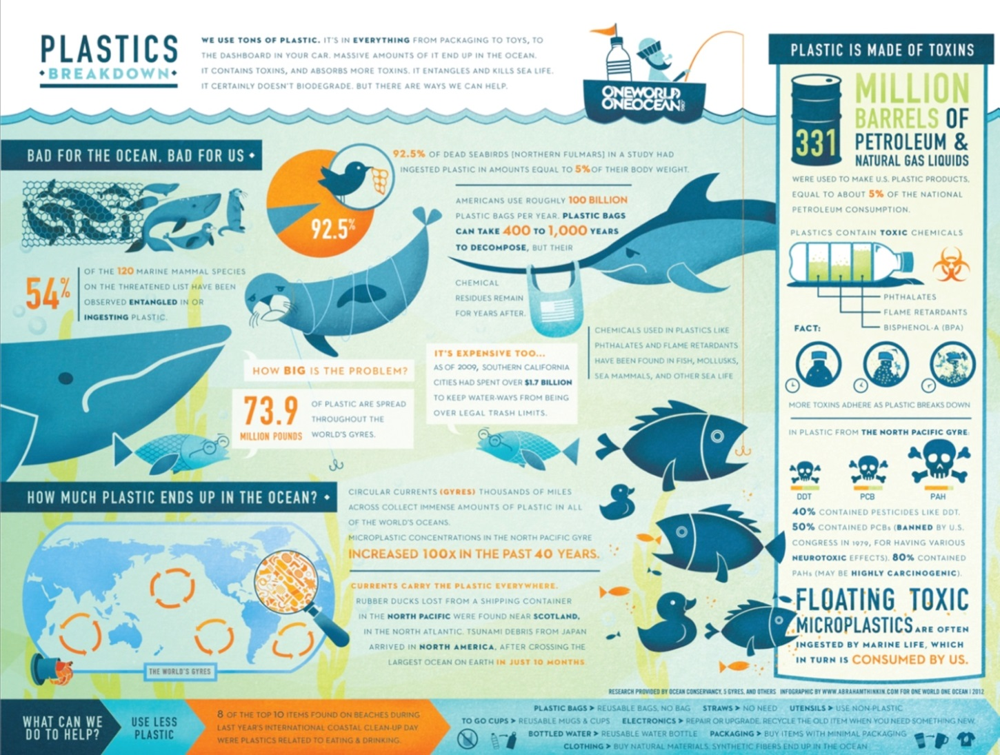 PLASTICS
BREAKDOWN
WE USE TONS OF PLASTIC. IT'S IN EVERYTHING FROM PACKAGING TO TOYS, TO
THE DASHBOARD IN YOUR CAR. MASSIVE AMOUNTS OF IT END UP IN THE OCEAN.
IT CONTAINS TOXINS, AND ABSORBS MORE TOXINS. IT ENTANGLES AND KILLS SEA LIFE.
IT CERTAINLY DOESN'T BIODEGRADE. BUT THERE ARE WAYS WE CAN HELP.
ONEWORLD
ONEOCEAN
.ORG
BAD FOR THE OCEAN, BAD FOR US
92.5%
92.5% OF DEAD SEABIRDS [NORTHERN FULMARS] IN A STUDY HAD
INGESTED PLASTIC IN AMOUNTS EQUAL TO 5% OF THEIR BODY WEIGHT.
AMERICANS USE ROUGHLY 100 BILLION
PLASTIC BAGS PER YEAR. PLASTIC BAGS
CAN TAKE 400 TO 1,000 YEARS
TO DECOMPOSE, BUT THEIR
CHEMICAL
RESIDUES REMAIN
FOR YEARS AFTER.
54%
OF THE 120 MARINE MAMMAL SPECIES
ON THE THREATENED LIST HAVE BEEN
OBSERVED ENTANGLED IN OR
INGESTING PLASTIC.
CHEMICALS USED IN PLASTICS LIKE
PHTHALATES AND FLAME RETARDANTS
HAVE BEEN FOUND IN FISH, MOLLUSKS,
SEA MAMMALS, AND OTHER SEA LIFE
HOW BIG IS THE PROBLEM?
73.9
MILLION POUNDS
OF PLASTIC ARE SPREAD
THROUGHOUT THE
WORLD'S GYRES.
IT'S EXPENSIVE TOO...
AS OF 2009, SOUTHERN CALIFORNIA
CITIES HAD SPENT OVER $1.7 BILLION
TO KEEP WATER-WAYS FROM BEING
OVER LEGAL TRASH LIMITS.
HOW MUCH PLASTIC ENDS UP IN THE OCEAN?
THE WORLD'S GYRES
CIRCULAR CURRENTS (GYRES) THOUSANDS OF MILES
ACROSS COLLECT IMMENSE AMOUNTS OF PLASTIC IN ALL
OF THE WORLD'S OCEANS.
MICROPLASTIC CONCENTRATIONS IN THE NORTH PACIFIC GYRE
INCREASED 100X IN THE PAST 40 YEARS.
CURRENTS CARRY THE PLASTIC EVERYWHERE.
RUBBER DUCKS LOST FROM A SHIPPING CONTAINER
IN THE NORTH PACIFIC WERE FOUND NEAR SCOTLAND,
IN THE NORTH ATLANTIC. TSUNAMI DEBRIS FROM JAPAN
ARRIVED IN NORTH AMERICA, AFTER CROSSING THE
LARGEST OCEAN ON EARTH IN JUST 10 MONTHS
PLASTIC IS MADE OF TOXINS
331
MILLION
BARRELS OF
PETROLEUM &
NATURAL GAS LIQUIDS
WERE USED TO MAKE U.S. PLASTIC PRODUCTS,
EQUAL TO ABOUT 5% OF THE NATIONAL
PETROLEUM CONSUMPTION.
PLASTICS CONTAIN TOXIC CHEMICALS
PHTHALATES
FLAME RETARDANTS
BISPHENOL-A (BPA)
FACT:
MORE TOXINS ADHERE AS PLASTIC BREAKS DOWN
IN PLASTIC FROM THE NORTH PACIFIC GYRE:
DDT
PCB
PAH
40% CONTAINED PESTICIDES LIKE DDT.
50% CONTAINED PCBs (BANNED BY U.S.
CONGRESS IN 1979, FOR HAVING VARIOUS
NEUROTOXIC EFFECTS). 80% CONTAINED
PAHs (MAY BE HIGHLY CARCINOGENIC).
FLOATING TOXIC
MICROPLASTICS ARE OFTEN
INGESTED BY MARINE LIFE, WHICH
IN TURN IS CONSUMED BY US.
RESEARCH PROVIDED BY OCEAN CONSERVANCY, 5 GYRES, AND OTHERS INFOGRAPHIC BY WWW.ABRAHAMTHINKIN.COM FOR ONE WORLD ONE OCEAN | 2012
WHAT CAN WE
DO TO HELP?
USE LESS
PLASTIC
8 OF THE TOP 10 ITEMS FOUND ON BEACHES DURING
LAST YEAR'S INTERNATIONAL COASTAL CLEAN-UP DAY
WERE PLASTICS RELATED TO EATING & DRINKING.
PLASTIC BAGS > REUSABLE BAGS, NO BAG STRAWS > NO NEED UTENSILS > USE NON-PLASTIC
TO GO CUPS > REUSABLE MUGS & CUPS ELECTRONICS > REPAIR OR UPGRADE. RECYCLE THE OLD ITEM WHEN YOU NEED SOMETHING NEW.
BOTTLED WATER > REUSABLE WATER BOTTLE PACKAGING > BUY ITEMS WITH MINIMAL PACKAGING
CLOTHING > BUY NATURAL MATERIALS. SYNTHETIC FIBERS END UP IN THE OCEAN